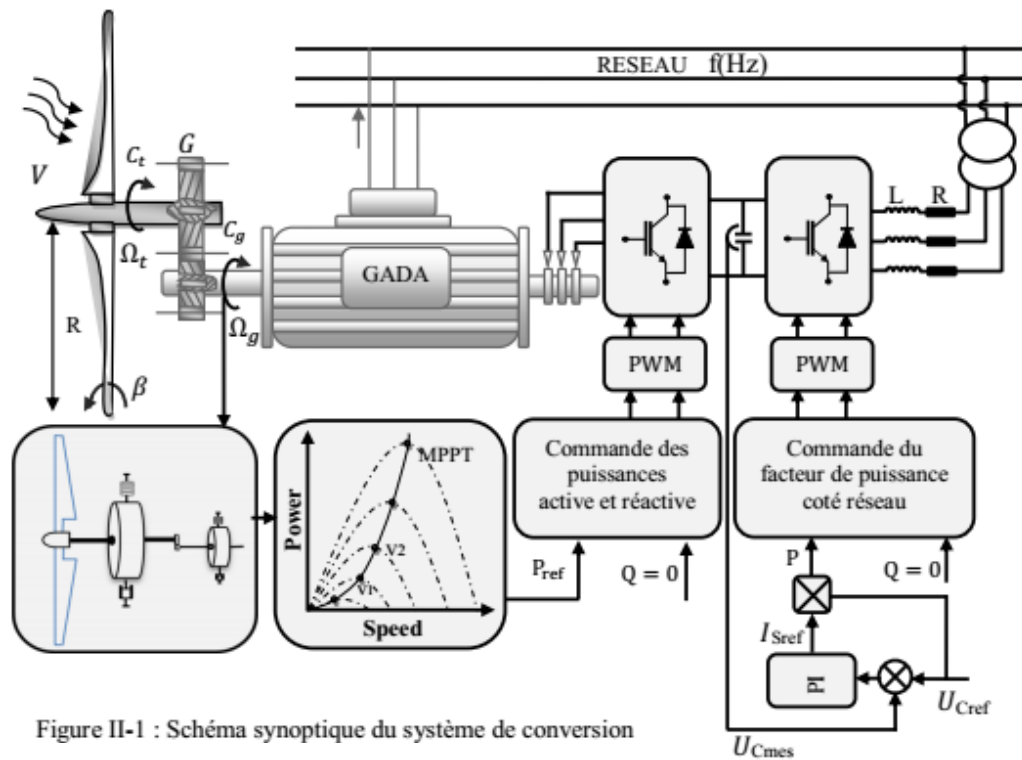 RESEAU f(Hz)
G
C_t
V
L R
C_g
Ω_t
GADA
R
Ω_g
PWM
PWM
β
MPPT
V2
V1
Power
Speed
Commande des
puissances
active et réactive
Commande du
facteur de puissance
coté réseau
P_ref
Q = 0
P
Q = 0
I_Sref
PI
U_Cref
U_Cmes
Figure II-1 : Schéma synoptique du système de conversion